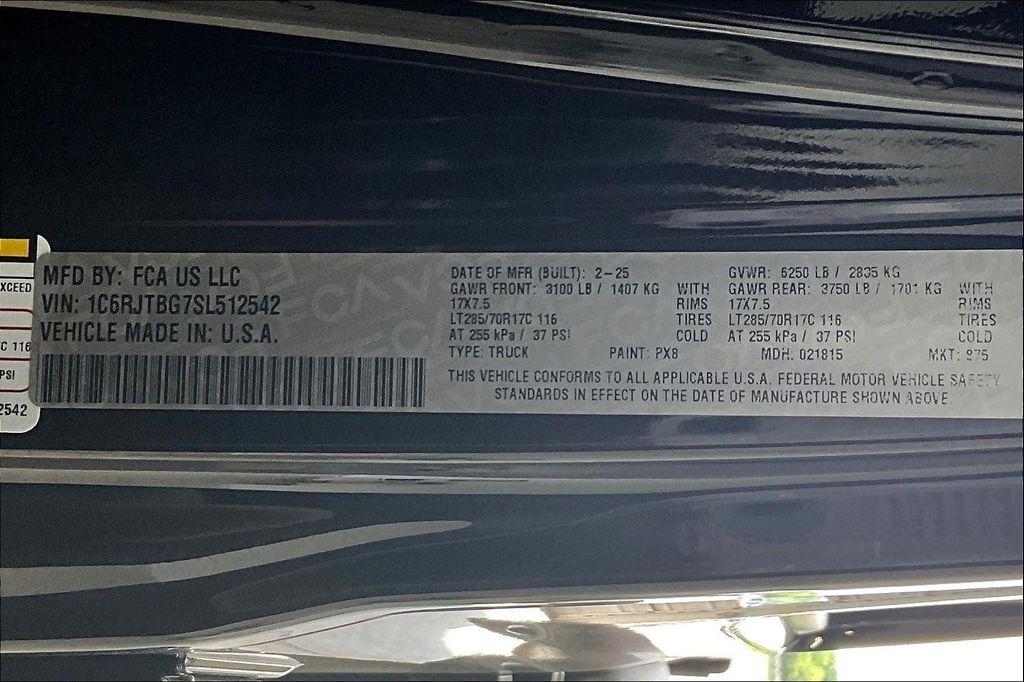 XCEED
C 116
PSI
2542
MFD BY: FCA US LLC
VIN: 1C6RJTBG7SL512542
VEHICLE MADE IN: U.S.A.
DATE OF MFR (BUILT): 2-25 GVWR: 6250 LB / 2835 KG
GAWR FRONT: 3100 LB / 1407 KG WITH GAWR REAR: 3750 LB / 1701 KG WITH
17X7.5 RIMS 17X7.5 RIMS
LT285/70R17C 116 TIRES LT285/70R17C 116 TIRES
AT 255 kPa / 37 PSI COLD AT 255 kPa / 37 PSI COLD
TYPE: TRUCK PAINT: PX8 MDH: 021815 MKT: 975
THIS VEHICLE CONFORMS TO ALL APPLICABLE U.S.A. FEDERAL MOTOR VEHICLE SAFETY
STANDARDS IN EFFECT ON THE DATE OF MANUFACTURE SHOWN ABOVE.